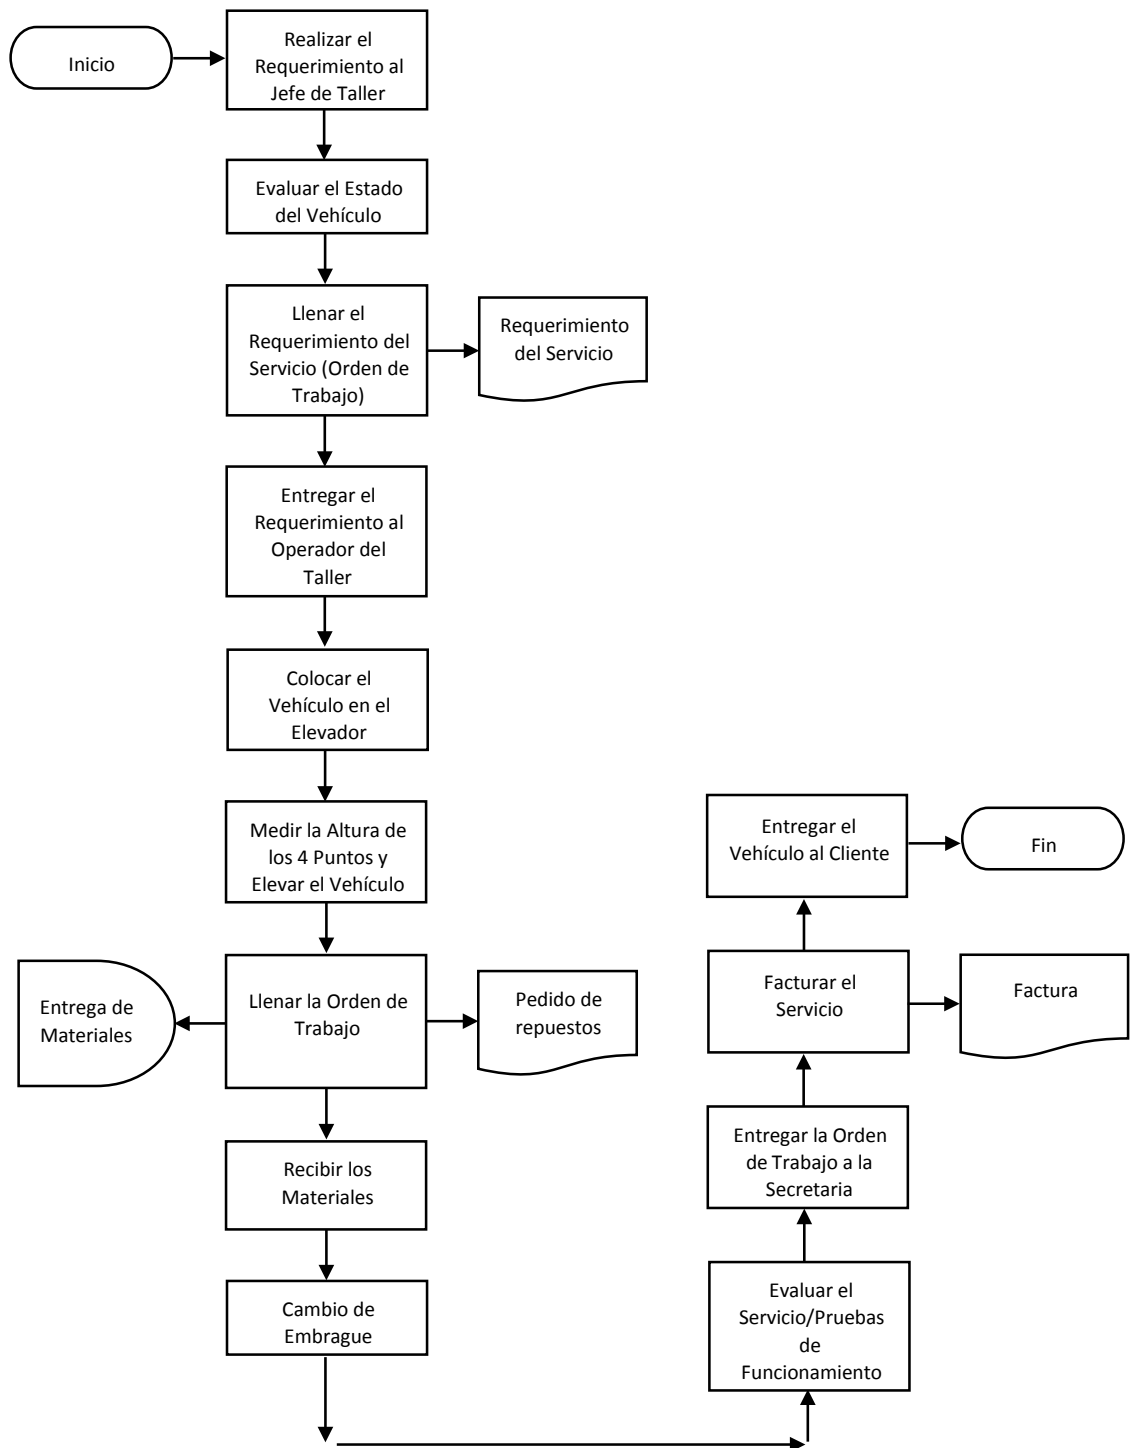 Inicio
Realizar el
Requerimiento al
Jefe de Taller
Evaluar el Estado
del Vehículo
Llenar el
Requerimiento del
Servicio (Orden de
Trabajo)
Requerimiento
del Servicio
Entregar el
Requerimiento al
Operador del
Taller
Colocar el
Vehículo en el
Elevador
Medir la Altura de
los 4 Puntos y
Elevar el Vehículo
Llenar la Orden de
Trabajo
Entrega de
Materiales
Pedido de
repuestos
Recibir los
Materiales
Cambio de
Embrague
Evaluar el
Servicio/Pruebas
de
Funcionamiento
Entregar la Orden
de Trabajo a la
Secretaria
Facturar el
Servicio
Factura
Entregar el
Vehículo al Cliente
Fin